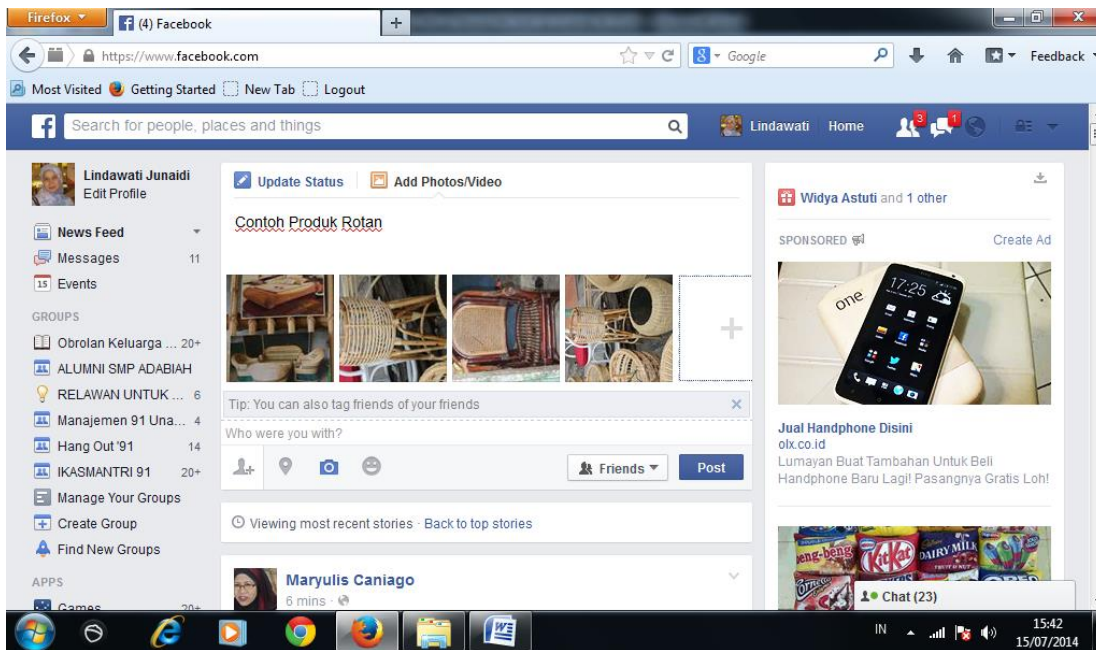 Firefox
(4) Facebook
https://www.facebook.com
Google
Feedback
Most Visited Getting Started New Tab Logout
Search for people, places and things
Lindawati Home 3 1
Lindawati Junaidi
Edit Profile
News Feed
Messages 11
15 Events
GROUPS
Obrolan Keluarga ... 20+
ALUMNI SMP ADABIAH
RELAWAN UNTUK ... 6
Manajemen 91 Una... 4
Hang Out '91 14
IKASMANTRI 91 20+
Manage Your Groups
Create Group
Find New Groups
APPS
Games 20+
Update Status Add Photos/Video
Contoh Produk Rotan
Tip: You can also tag friends of your friends
Who were you with?
Friends Post
Viewing most recent stories · Back to top stories
Maryulis Caniago
6 mins ·
Widya Astuti and 1 other
SPONSORED Create Ad
one
17:25
Jual Handphone Disini
olx.co.id
Lumayan Buat Tambahan Untuk Beli
Handphone Baru Lagi! Pasangnya Gratis Loh!
beng-beng
KitKat
DAIRY MILK
Chat (23)
IN
15:42
15/07/2014